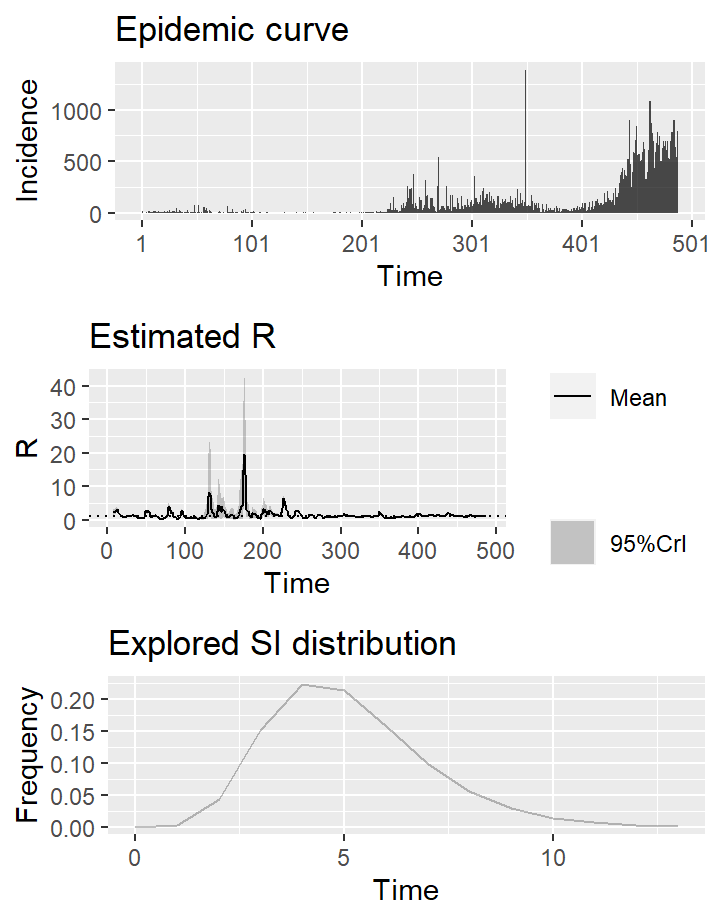 Epidemic curve
Incidence
1000
500
0
1 101 201 301 401 501
Time
Estimated R
R
40
30
20
10
0
0 100 200 300 400 500
Time
Mean
95%CrI
Explored SI distribution
Frequency
0.20
0.15
0.10
0.05
0.00
0 5 10
Time